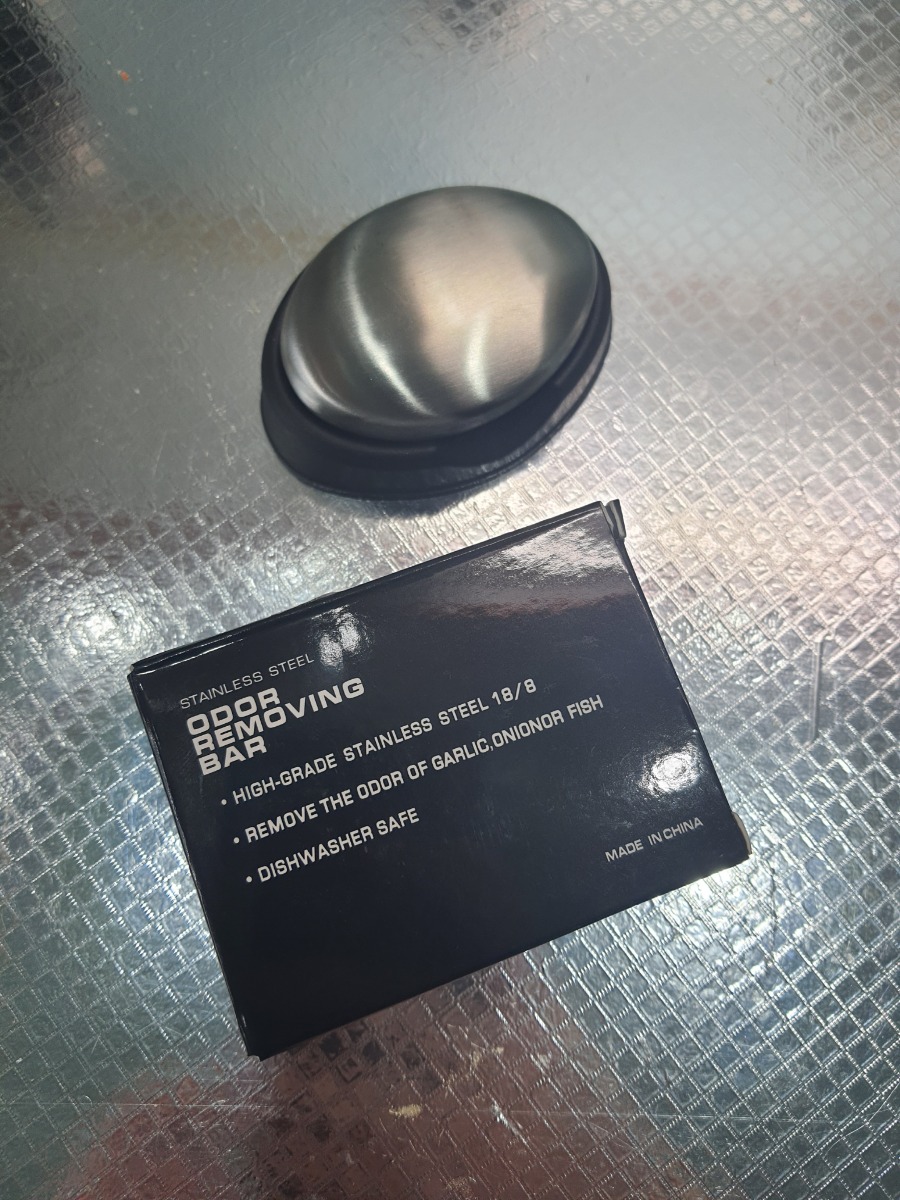 STAINLESS STEEL
ODOR
REMOVING
BAR
• HIGH-GRADE STAINLESS STEEL 18/8
• REMOVE THE ODOR OF GARLIC,ONIONOR FISH
• DISHWASHER SAFE
MADE IN CHINA